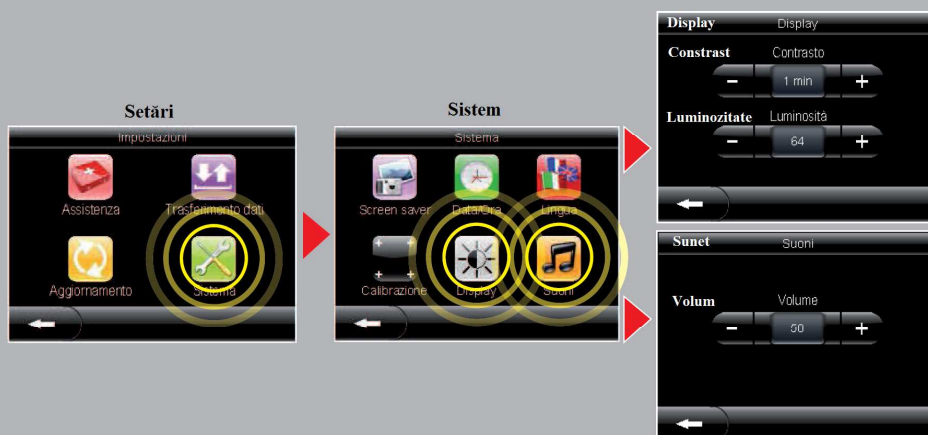 Setări
Impostazioni
Assistenza
Trasferimento dati
Aggiornamento
Sistema
Sistem
Sistema
Screen saver
Data/Ora
Lingua
Calibrazione
Display
Suoni
Display
Display
Constrast
Contrasto
- 1 min +
Luminozitate
Luminosità
- 64 +
Sunet
Suoni
Volum
Volume
- 50 +